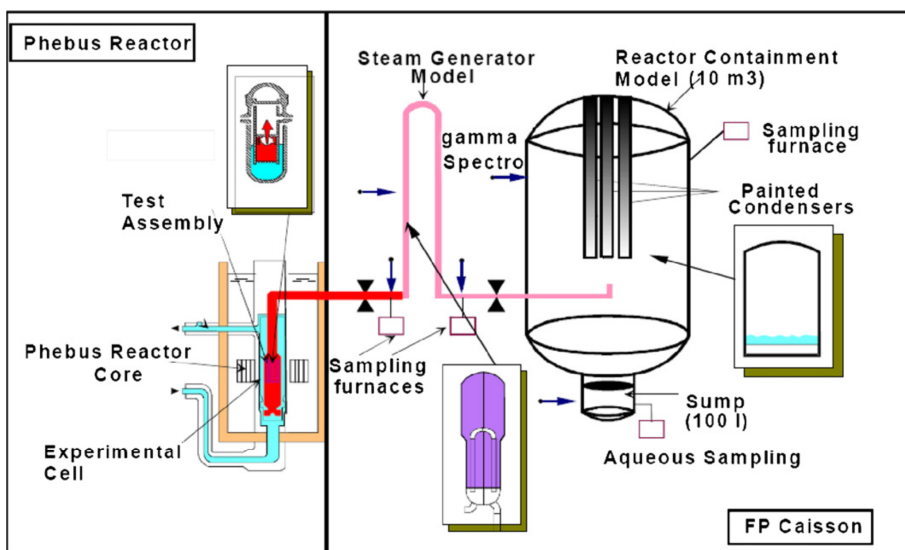 Phebus Reactor
Test
Assembly
Phebus Reactor
Core
Experimental
Cell
Steam Generator
Model
gamma
Spectro
Sampling
furnaces
Reactor Containment
Model (10 m3)
Sampling
furnace
Painted
Condensers
Sump
(100 l)
Aqueous Sampling
FP Caisson